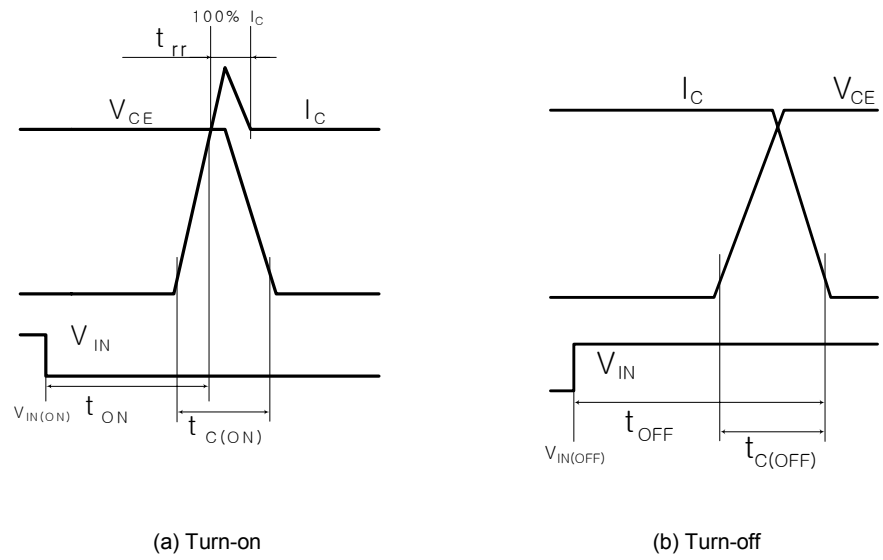 100% I_C
t_rr
V_CE
I_C
V_IN
V_IN(ON)
t_ON
t_C(ON)
(a) Turn-on
I_C
V_CE
V_IN
V_IN(OFF)
t_OFF
t_C(OFF)
(b) Turn-off